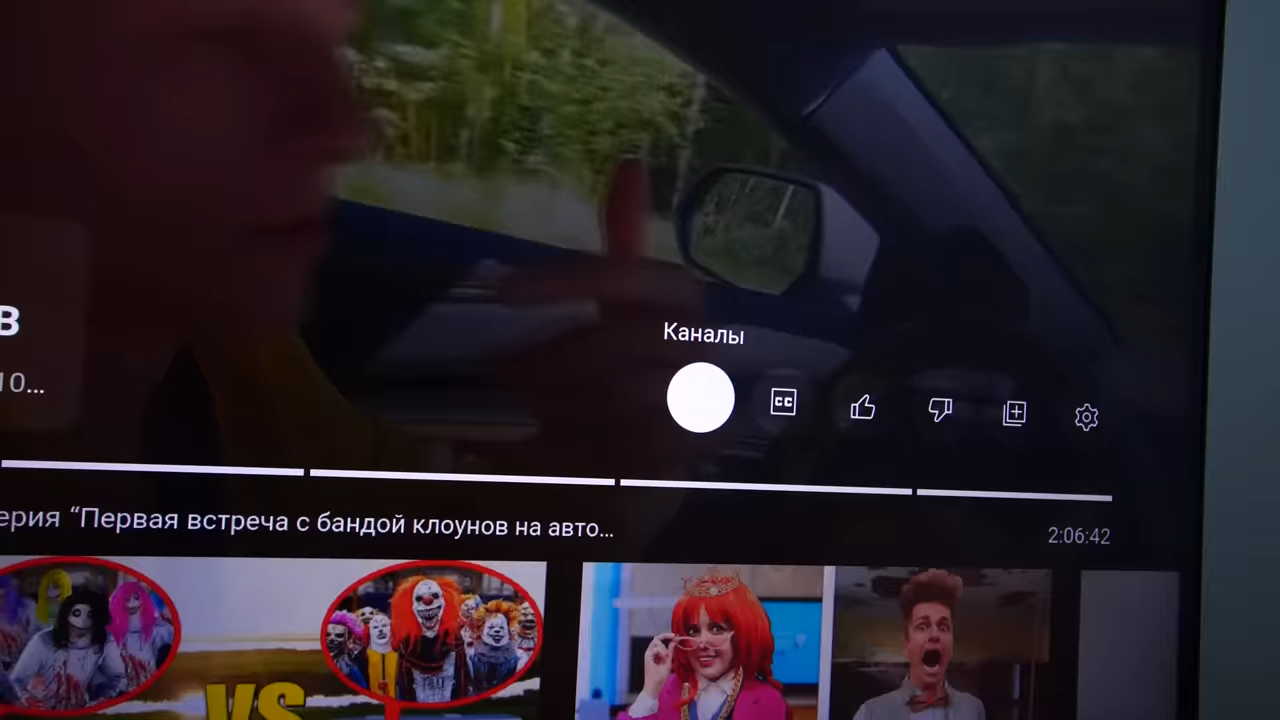 В
Каналы
10...
CC
ерия “Первая встреча с бандой клоунов на авто...
2:06:42
VS